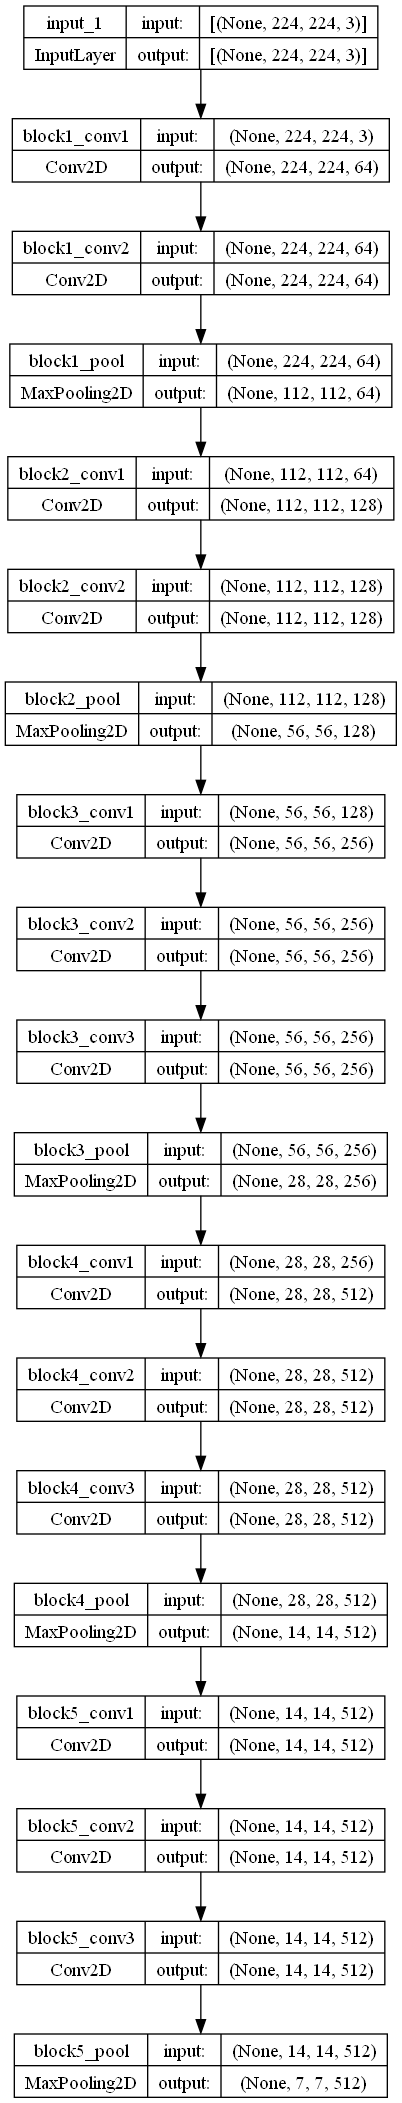 input_1 input: [(None, 224, 224, 3)]
InputLayer output: [(None, 224, 224, 3)]
block1_conv1 input: (None, 224, 224, 3)
Conv2D output: (None, 224, 224, 64)
block1_conv2 input: (None, 224, 224, 64)
Conv2D output: (None, 224, 224, 64)
block1_pool input: (None, 224, 224, 64)
MaxPooling2D output: (None, 112, 112, 64)
block2_conv1 input: (None, 112, 112, 64)
Conv2D output: (None, 112, 112, 128)
block2_conv2 input: (None, 112, 112, 128)
Conv2D output: (None, 112, 112, 128)
block2_pool input: (None, 112, 112, 128)
MaxPooling2D output: (None, 56, 56, 128)
block3_conv1 input: (None, 56, 56, 128)
Conv2D output: (None, 56, 56, 256)
block3_conv2 input: (None, 56, 56, 256)
Conv2D output: (None, 56, 56, 256)
block3_conv3 input: (None, 56, 56, 256)
Conv2D output: (None, 56, 56, 256)
block3_pool input: (None, 56, 56, 256)
MaxPooling2D output: (None, 28, 28, 256)
block4_conv1 input: (None, 28, 28, 256)
Conv2D output: (None, 28, 28, 512)
block4_conv2 input: (None, 28, 28, 512)
Conv2D output: (None, 28, 28, 512)
block4_conv3 input: (None, 28, 28, 512)
Conv2D output: (None, 28, 28, 512)
block4_pool input: (None, 28, 28, 512)
MaxPooling2D output: (None, 14, 14, 512)
block5_conv1 input: (None, 14, 14, 512)
Conv2D output: (None, 14, 14, 512)
block5_conv2 input: (None, 14, 14, 512)
Conv2D output: (None, 14, 14, 512)
block5_conv3 input: (None, 14, 14, 512)
Conv2D output: (None, 14, 14, 512)
block5_pool input: (None, 14, 14, 512)
MaxPooling2D output: (None, 7, 7, 512)